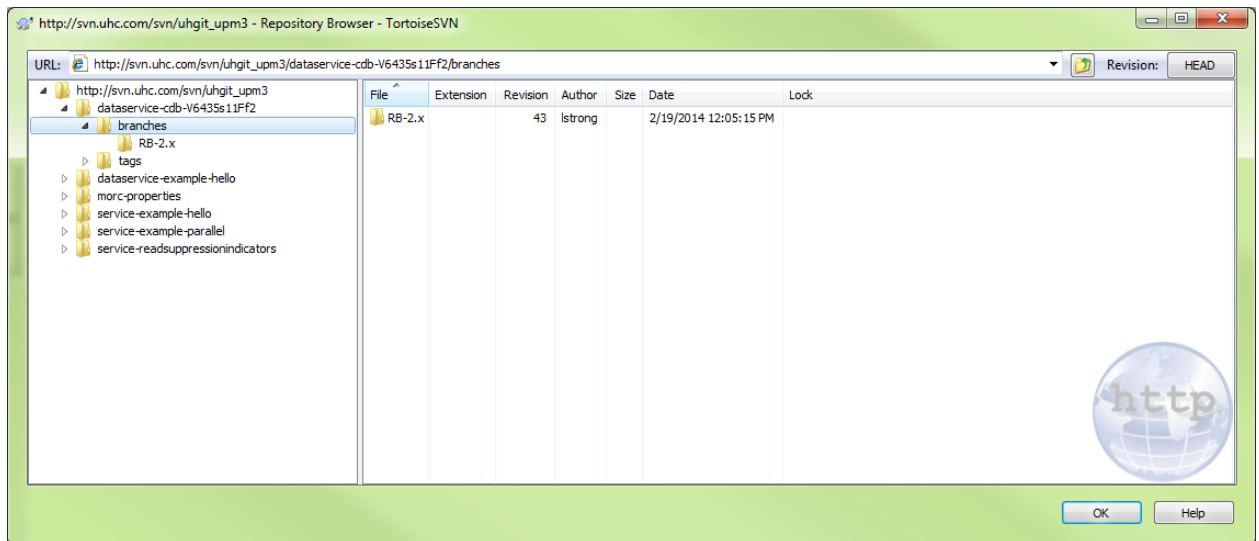 http://svn.uhc.com/svn/uhgit_upm3 - Repository Browser - TortoiseSVN
URL: http://svn.uhc.com/svn/uhgit_upm3/dataservice-cdb-V6435s11Ff2/branches Revision: HEAD
http://svn.uhc.com/svn/uhgit_upm3
dataservice-cdb-V6435s11Ff2
branches
RB-2.x
tags
dataservice-example-hello
morc-properties
service-example-hello
service-example-parallel
service-readsuppressionindicators
File Extension Revision Author Size Date Lock
RB-2.x 43 lstrong 2/19/2014 12:05:15 PM
http
OK Help